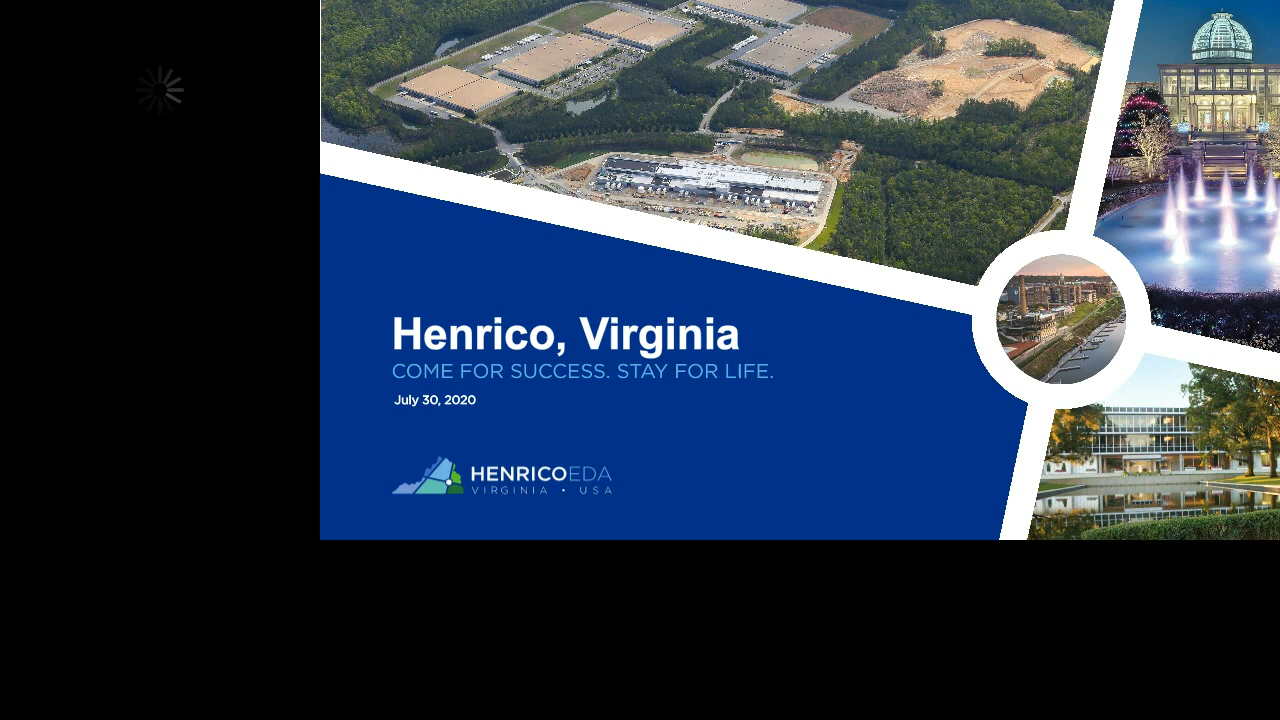 Henrico, Virginia
COME FOR SUCCESS. STAY FOR LIFE.
July 30, 2020
HENRICOEDA
VIRGINIA • USA